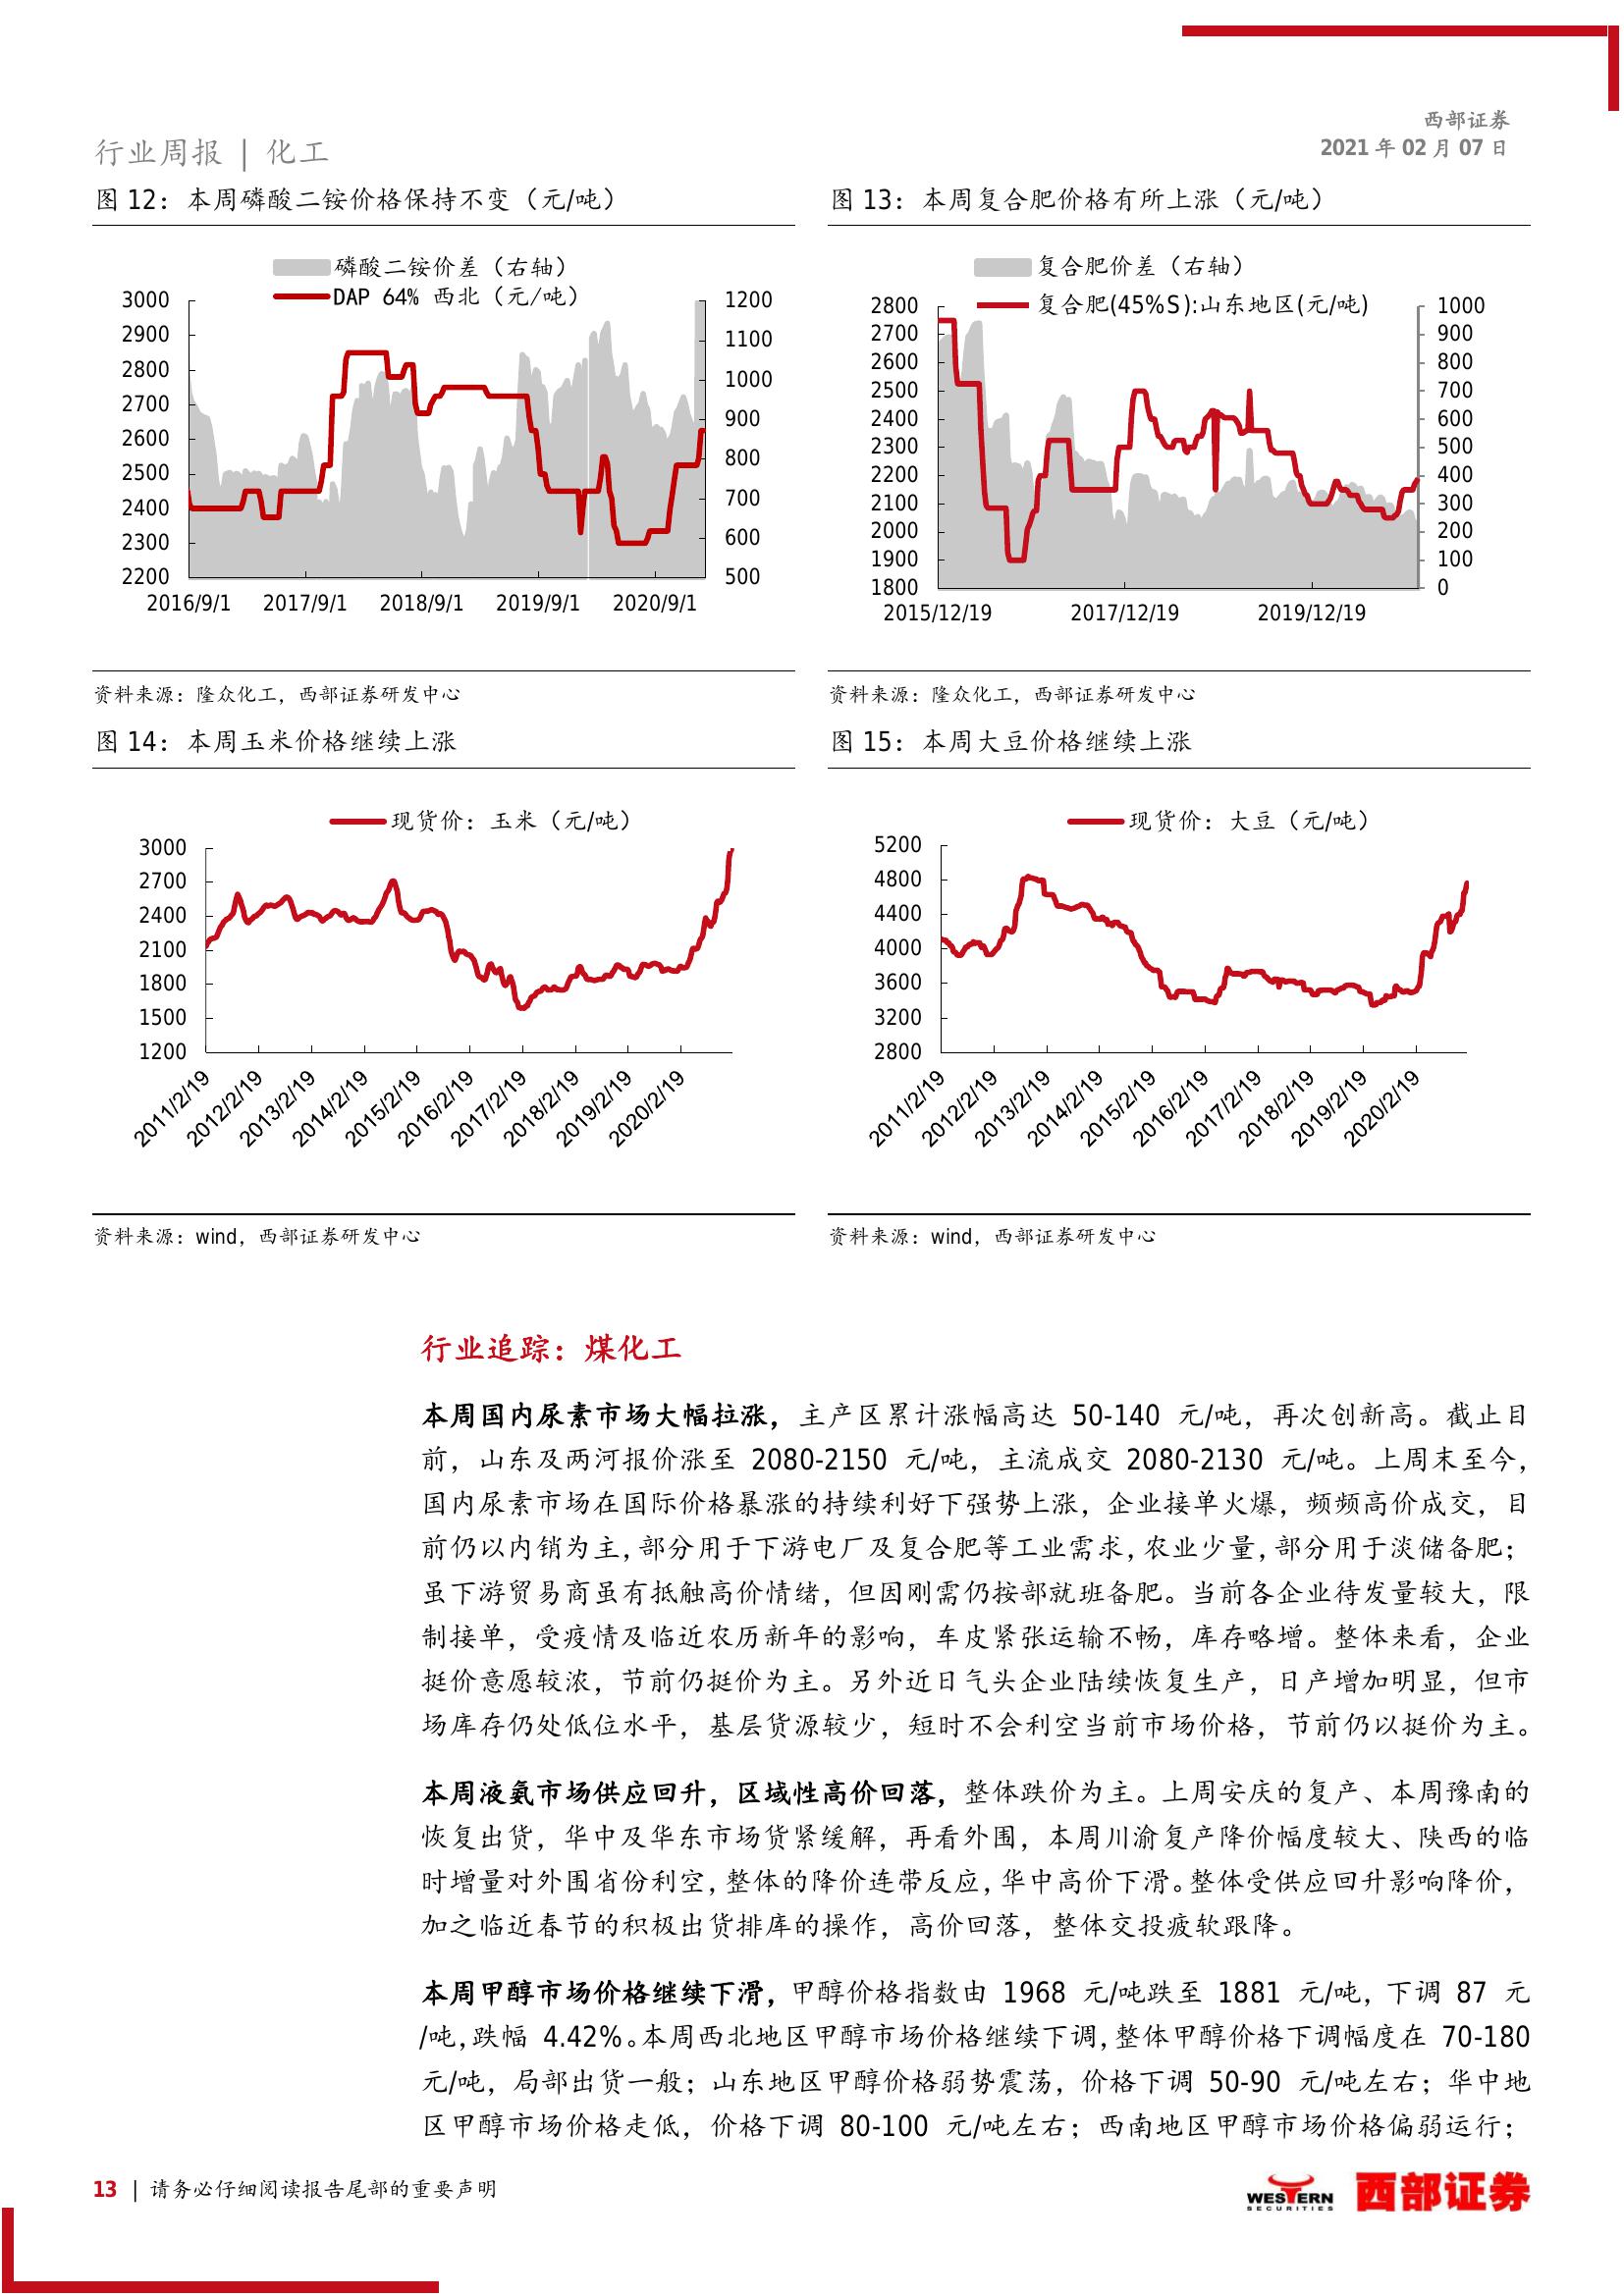 西部证券
2021 年 02 月 07 日
行业周报 | 化工
图 12：本周磷酸二铵价格保持不变（元/吨）
磷酸二铵价差（右轴）
DAP 64% 西北（元/吨）
3000
2900
2800
2700
2600
2500
2400
2300
2200
1200
1100
1000
900
800
700
600
500
2016/9/1 2017/9/1 2018/9/1 2019/9/1 2020/9/1
资料来源：隆众化工，西部证券研发中心
图 13：本周复合肥价格有所上涨（元/吨）
复合肥价差（右轴）
复合肥(45%S):山东地区(元/吨)
2800
2700
2600
2500
2400
2300
2200
2100
2000
1900
1800
1000
900
800
700
600
500
400
300
200
100
0
2015/12/19 2017/12/19 2019/12/19
资料来源：隆众化工，西部证券研发中心
图 14：本周玉米价格继续上涨
现货价：玉米（元/吨）
3000
2700
2400
2100
1800
1500
1200
2011/2/19 2012/2/19 2013/2/19 2014/2/19 2015/2/19 2016/2/19 2017/2/19 2018/2/19 2019/2/19 2020/2/19
资料来源：wind，西部证券研发中心
图 15：本周大豆价格继续上涨
现货价：大豆（元/吨）
5200
4800
4400
4000
3600
3200
2800
2011/2/19 2012/2/19 2013/2/19 2014/2/19 2015/2/19 2016/2/19 2017/2/19 2018/2/19 2019/2/19 2020/2/19
资料来源：wind，西部证券研发中心
行业追踪：煤化工
本周国内尿素市场大幅拉涨，主产区累计涨幅高达 50-140 元/吨，再次创新高。截止目
前，山东及两河报价涨至 2080-2150 元/吨，主流成交 2080-2130 元/吨。上周末至今，
国内尿素市场在国际价格暴涨的持续利好下强势上涨，企业接单火爆，频频高价成交，目
前仍以内销为主，部分用于下游电厂及复合肥等工业需求，农业少量，部分用于淡储备肥；
虽下游贸易商虽有抵触高价情绪，但因刚需仍按部就班备肥。当前各企业待发量较大，限
制接单，受疫情及临近农历新年的影响，车皮紧张运输不畅，库存略增。整体来看，企业
挺价意愿较浓，节前仍挺价为主。另外近日气头企业陆续恢复生产，日产增加明显，但市
场库存仍处低位水平，基层货源较少，短时不会利空当前市场价格，节前仍以挺价为主。
本周液氨市场供应回升，区域性高价回落，整体跌价为主。上周安庆的复产、本周豫南的
恢复出货，华中及华东市场货紧缓解，再看外围，本周川渝复产降价幅度较大、陕西的临
时增量对外围省份利空，整体的降价连带反应，华中高价下滑。整体受供应回升影响降价，
加之临近春节的积极出货排库的操作，高价回落，整体交投疲软跟降。
本周甲醇市场价格继续下滑，甲醇价格指数由 1968 元/吨跌至 1881 元/吨，下调 87 元
/吨，跌幅 4.42%。本周西北地区甲醇市场价格继续下调，整体甲醇价格下调幅度在 70-180
元/吨，局部出货一般；山东地区甲醇价格弱势震荡，价格下调 50-90 元/吨左右；华中地
区甲醇市场价格走低，价格下调 80-100 元/吨左右；西南地区甲醇市场价格偏弱运行；
13 | 请务必仔细阅读报告尾部的重要声明
WESTERN
SECURITIES
西部证券